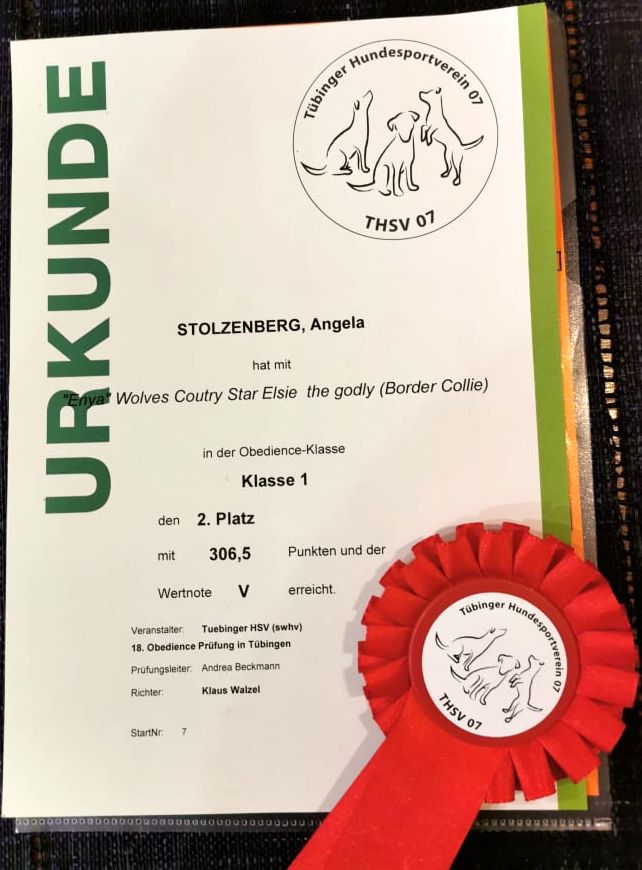 URKUNDE
Tübinger Hundesportverein 07
THSV 07
STOLZENBERG, Angela
hat mit
"Enya" Wolves Coutry Star Elsie the godly (Border Collie)
in der Obedience-Klasse
Klasse 1
den 2. Platz
mit 306,5 Punkten und der
Wertnote V erreicht.
Veranstalter: Tuebinger HSV (swhv)
18. Obedience Prüfung in Tübingen
Prüfungsleiter: Andrea Beckmann
Richter: Klaus Walzel
StartNr: 7
Tübinger Hundesportverein 07
THSV 07